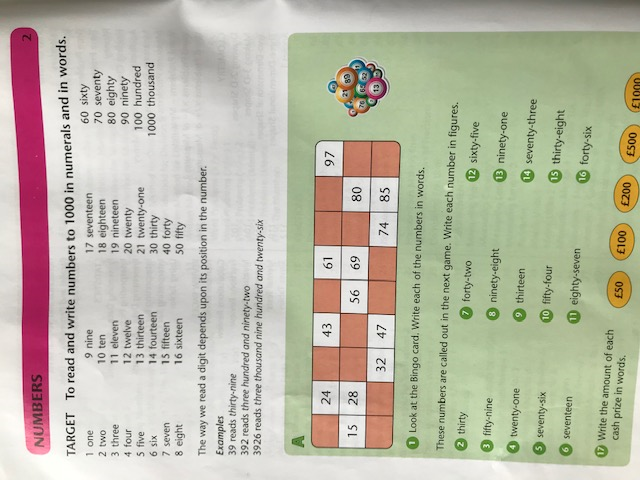 NUMBERS 2
TARGET To read and write numbers to 1000 in numerals and in words.
1 one 9 nine 17 seventeen 60 sixty
2 two 10 ten 18 eighteen 70 seventy
3 three 11 eleven 19 nineteen 80 eighty
4 four 12 twelve 20 twenty 90 ninety
5 five 13 thirteen 21 twenty-one 100 hundred
6 six 14 fourteen 30 thirty 1000 thousand
7 seven 15 fifteen 40 forty
8 eight 16 sixteen 50 fifty
The way we read a digit depends upon its position in the number.
Examples
39 reads thirty-nine
392 reads three hundred and ninety-two
3926 reads three thousand nine hundred and twenty-six
A
24 43 61 97
15 28 56 69 80
32 47 74 85
21 89
13
1 Look at the Bingo card. Write each of the numbers in words.
These numbers are called out in the next game. Write each number in figures.
2 thirty 7 forty-two 12 sixty-five
3 fifty-nine 8 ninety-eight 13 ninety-one
4 twenty-one 9 thirteen 14 seventy-three
5 seventy-six 10 fifty-four 15 thirty-eight
6 seventeen 11 eighty-seven 16 forty-six
17 Write the amount of each
cash prize in words.
£50 £100 £200 £500 £1000